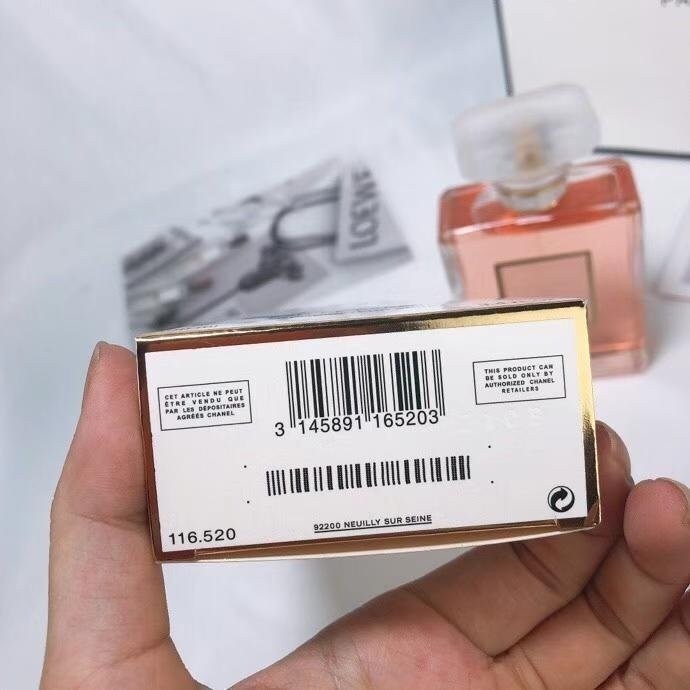 LOEWE
CET ARTICLE NE PEUT
ÊTRE VENDU QUE
PAR LES DÉPOSITAIRES
AGRÉÉS CHANEL
3 145891 165203
THIS PRODUCT CAN
BE SOLD ONLY BY
AUTHORIZED CHANEL
RETAILERS
116.520
92200 NEUILLY SUR SEINE